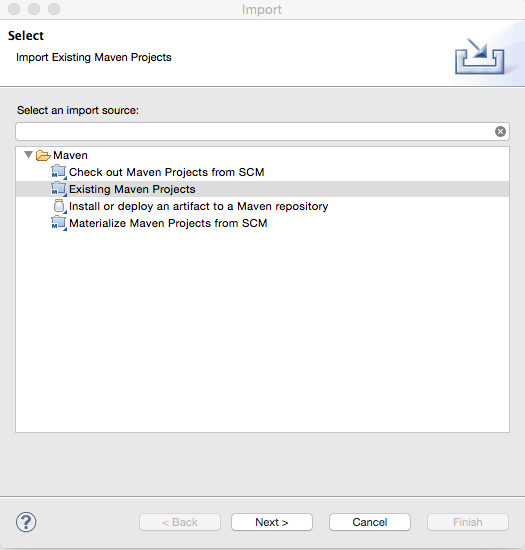 Import
Select
Import Existing Maven Projects
Select an import source:
Maven
Check out Maven Projects from SCM
Existing Maven Projects
Install or deploy an artifact to a Maven repository
Materialize Maven Projects from SCM
? < Back Next > Cancel Finish